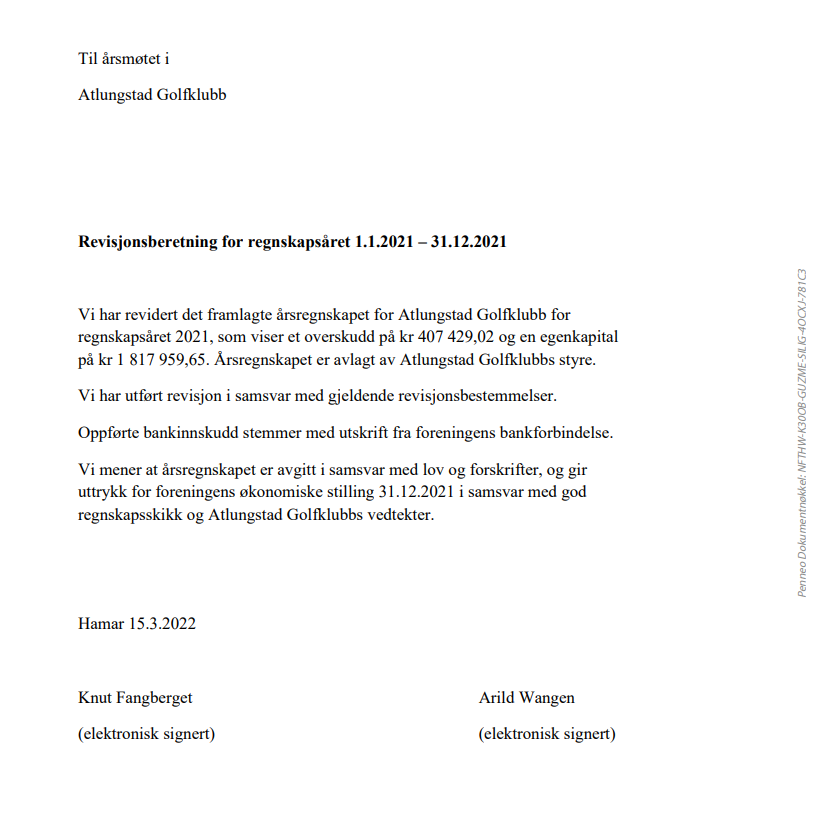 Til årsmøtet i
Atlungstad Golfklubb
Revisjonsberetning for regnskapsåret 1.1.2021 – 31.12.2021
Vi har revidert det framlagte årsregnskapet for Atlungstad Golfklubb for
regnskapsåret 2021, som viser et overskudd på kr 407 429,02 og en egenkapital
på kr 1 817 959,65. Årsregnskapet er avlagt av Atlungstad Golfklubbs styre.
Vi har utført revisjon i samsvar med gjeldende revisjonsbestemmelser.
Oppførte bankinnskudd stemmer med utskrift fra foreningens bankforbindelse.
Vi mener at årsregnskapet er avgitt i samsvar med lov og forskrifter, og gir
uttrykk for foreningens økonomiske stilling 31.12.2021 i samsvar med god
regnskapsskikk og Atlungstad Golfklubbs vedtekter.
Hamar 15.3.2022
Knut Fangberget Arild Wangen
(elektronisk signert) (elektronisk signert)
Penneo Dokumentnøkkel: NFTHW-K30OB-GUZME-SILIG-4OCXJ-781C3